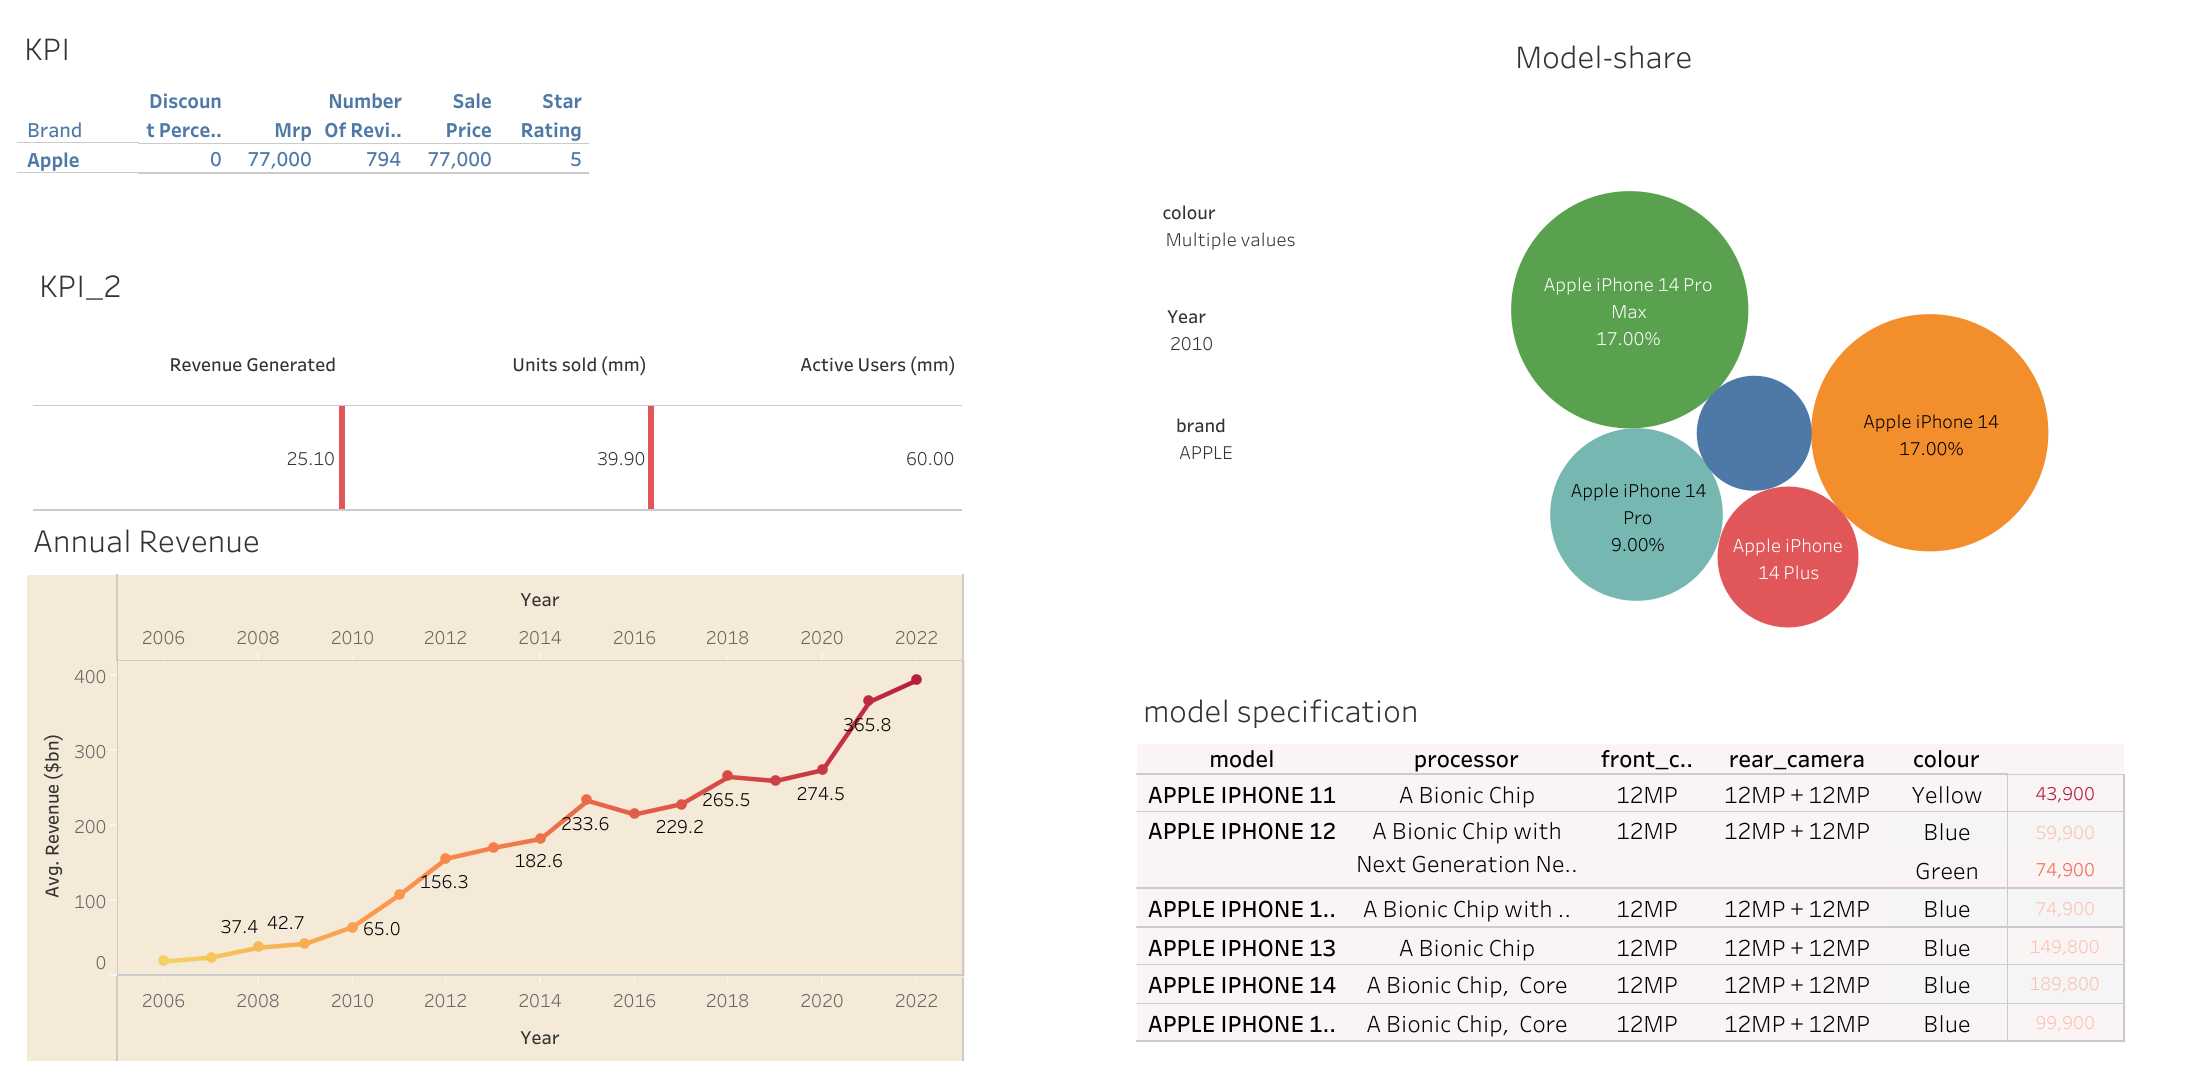 KPI
Brand Discoun t Perce.. Mrp Number Of Revi.. Sale Price Star Rating
Apple 0 77,000 794 77,000 5
KPI_2
Revenue Generated Units sold (mm) Active Users (mm)
25.10 39.90 60.00
Annual Revenue
Year
2006 2008 2010 2012 2014 2016 2018 2020 2022
Avg. Revenue ($bn)
400
300
200
100
0
37.4 42.7 65.0 156.3 182.6 233.6 229.2 265.5 274.5 365.8
2006 2008 2010 2012 2014 2016 2018 2020 2022
Year
Model-share
colour
Multiple values
Year
2010
brand
APPLE
Apple iPhone 14 Pro
Max
17.00%
Apple iPhone 14
17.00%
Apple iPhone 14
Pro
9.00%
Apple iPhone
14 Plus
model specification
model processor front_c.. rear_camera colour
APPLE IPHONE 11 A Bionic Chip 12MP 12MP + 12MP Yellow 43,900
APPLE IPHONE 12 A Bionic Chip with 12MP 12MP + 12MP Blue 59,900
Next Generation Ne.. Green 74,900
APPLE IPHONE 1.. A Bionic Chip with .. 12MP 12MP + 12MP Blue 74,900
APPLE IPHONE 13 A Bionic Chip 12MP 12MP + 12MP Blue 149,800
APPLE IPHONE 14 A Bionic Chip, Core 12MP 12MP + 12MP Blue 189,800
APPLE IPHONE 1.. A Bionic Chip, Core 12MP 12MP + 12MP Blue 99,900